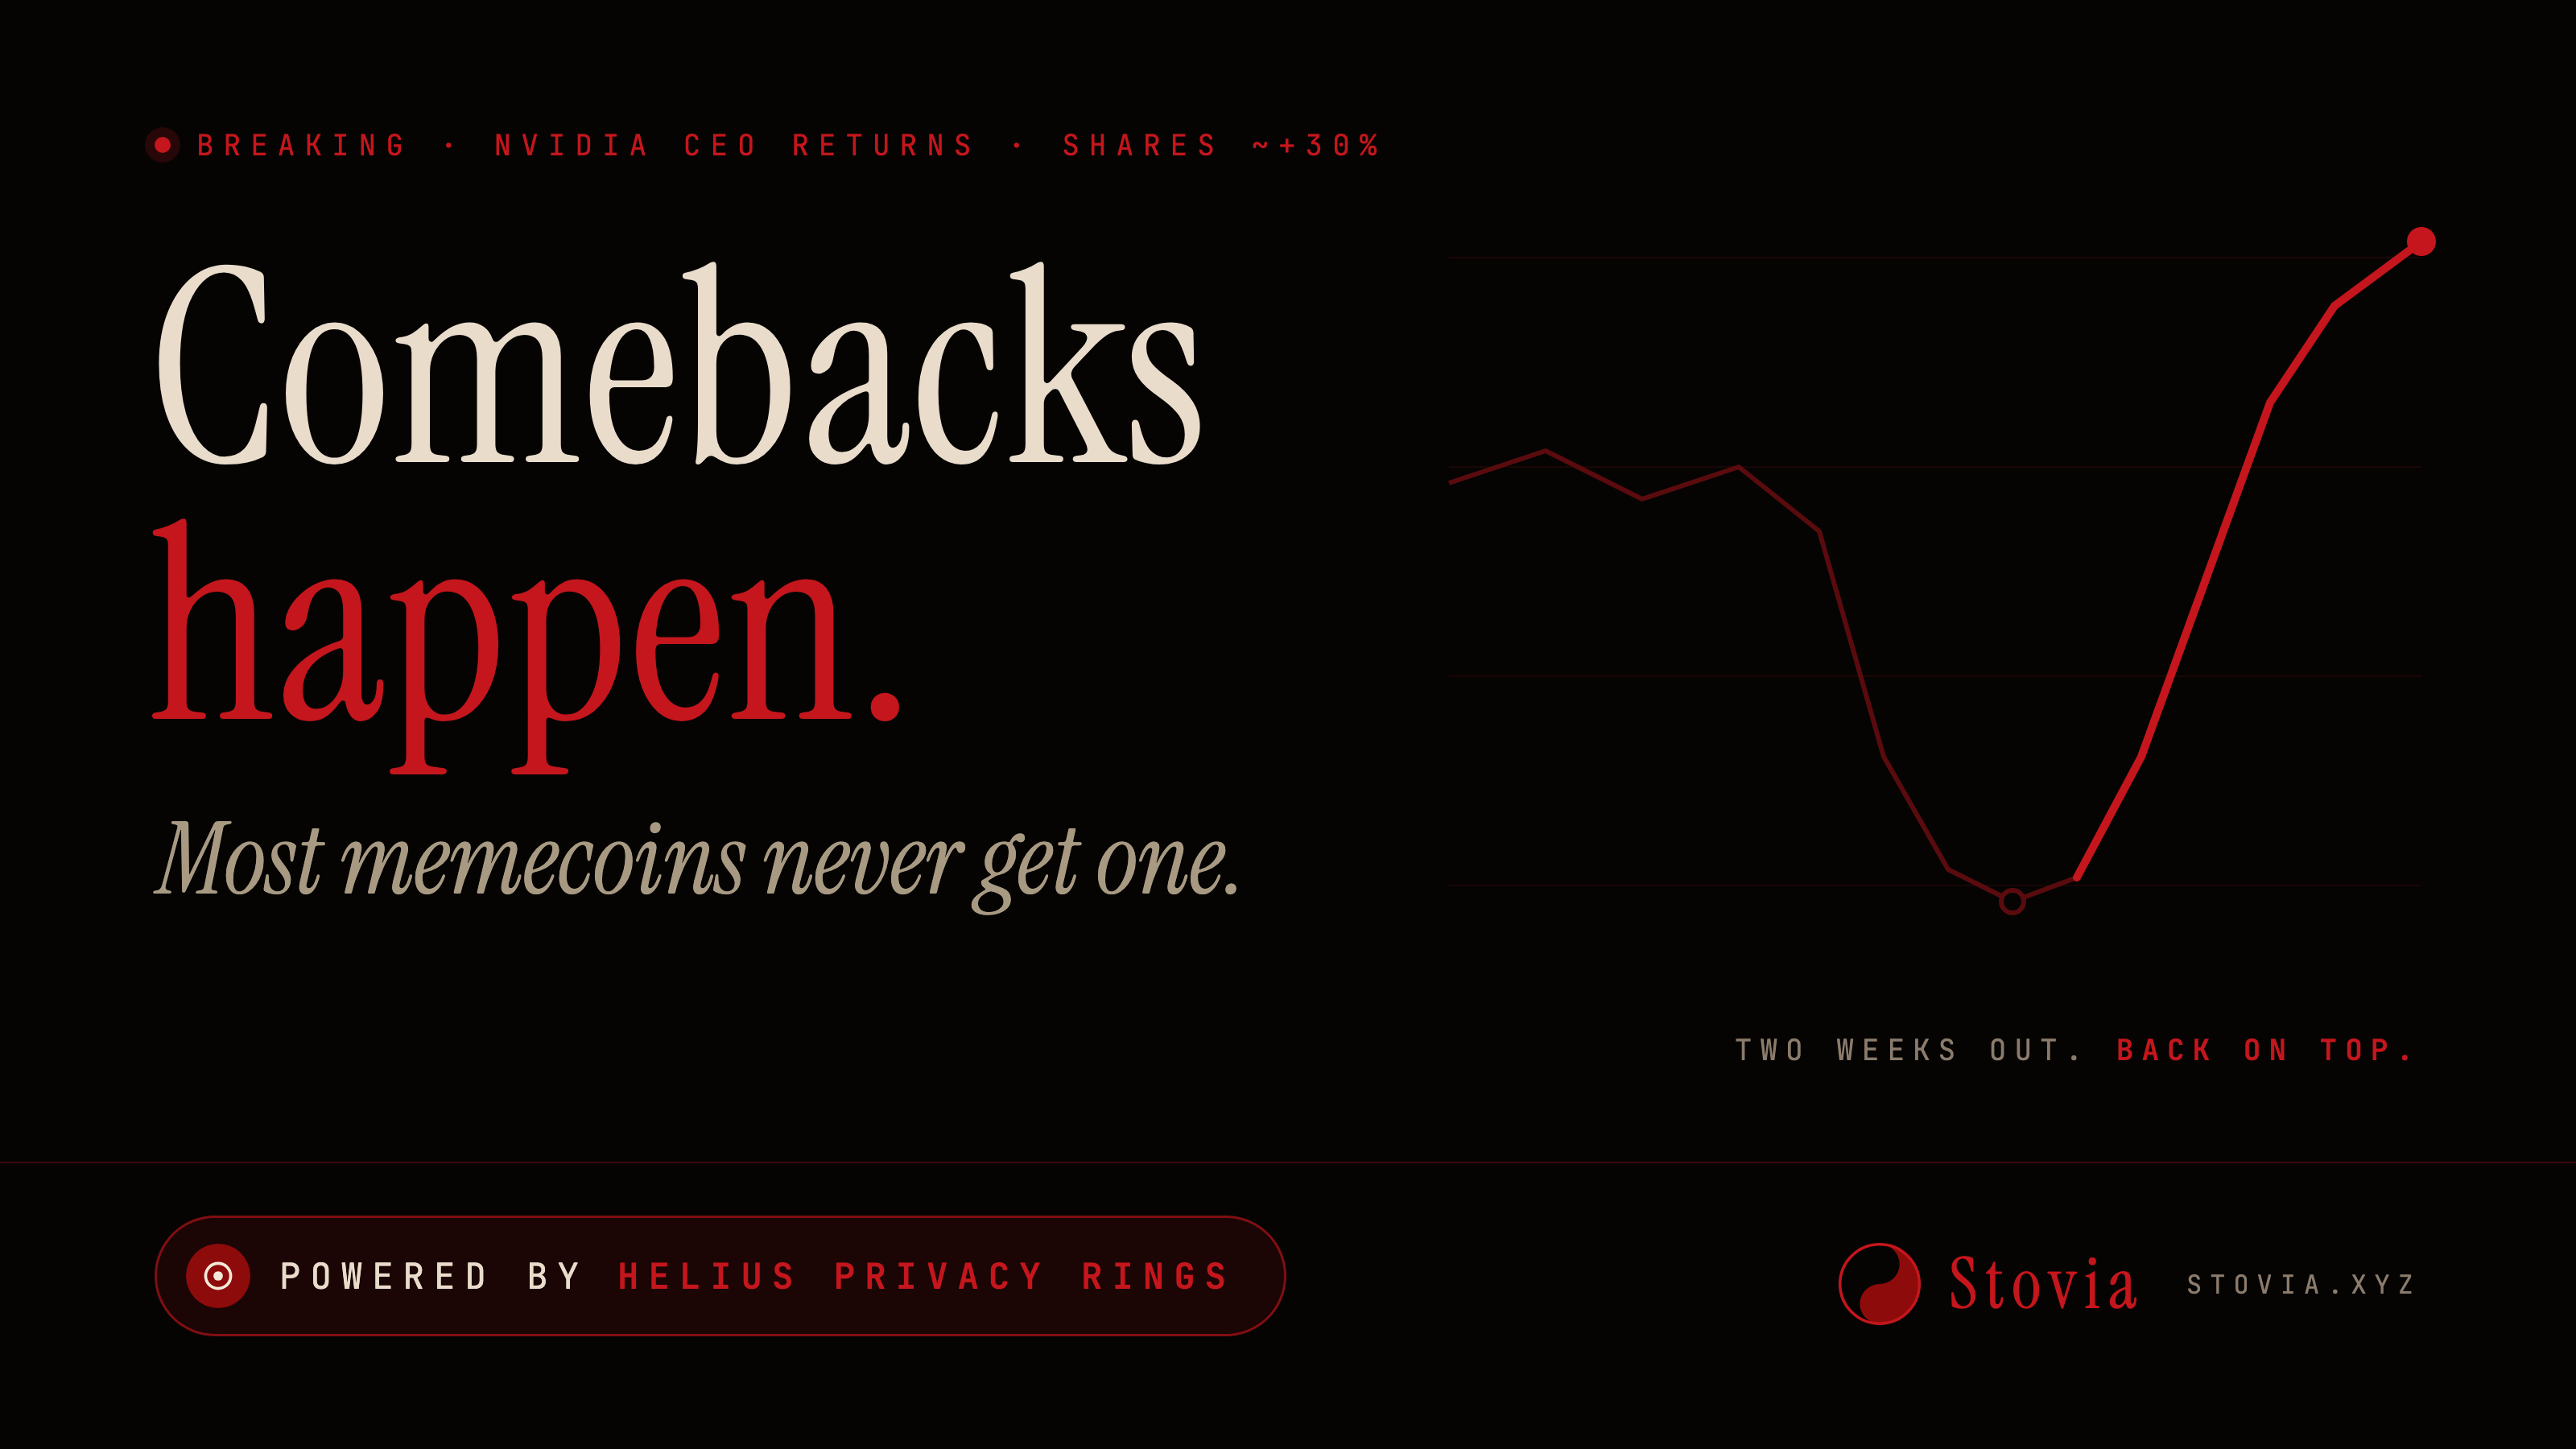 BREAKING · NVIDIA CEO RETURNS · SHARES ~+30%
Comebacks
happen.
Most memecoins never get one.
TWO WEEKS OUT. BACK ON TOP.
POWERED BY HELIUS PRIVACY RINGS
Stovia STOVIA.XYZ